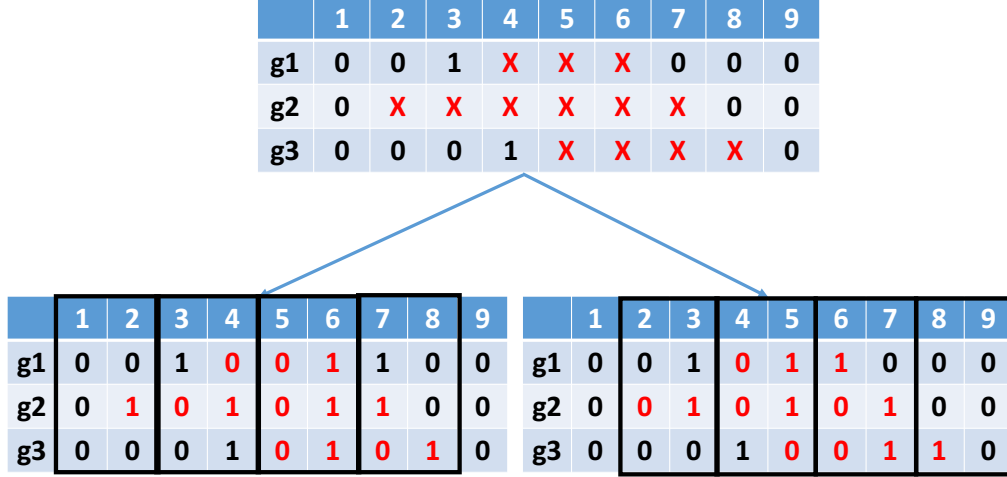 1 2 3 4 5 6 7 8 9
g1 0 0 1 X X X 0 0 0
g2 0 X X X X X X 0 0
g3 0 0 0 1 X X X X 0
1 2 3 4 5 6 7 8 9
g1 0 0 1 0 0 1 1 0 0
g2 0 1 0 1 0 1 1 0 0
g3 0 0 0 1 0 1 0 1 0
1 2 3 4 5 6 7 8 9
g1 0 0 1 0 1 1 0 0 0
g2 0 0 1 0 1 0 1 0 0
g3 0 0 0 1 0 0 1 1 0